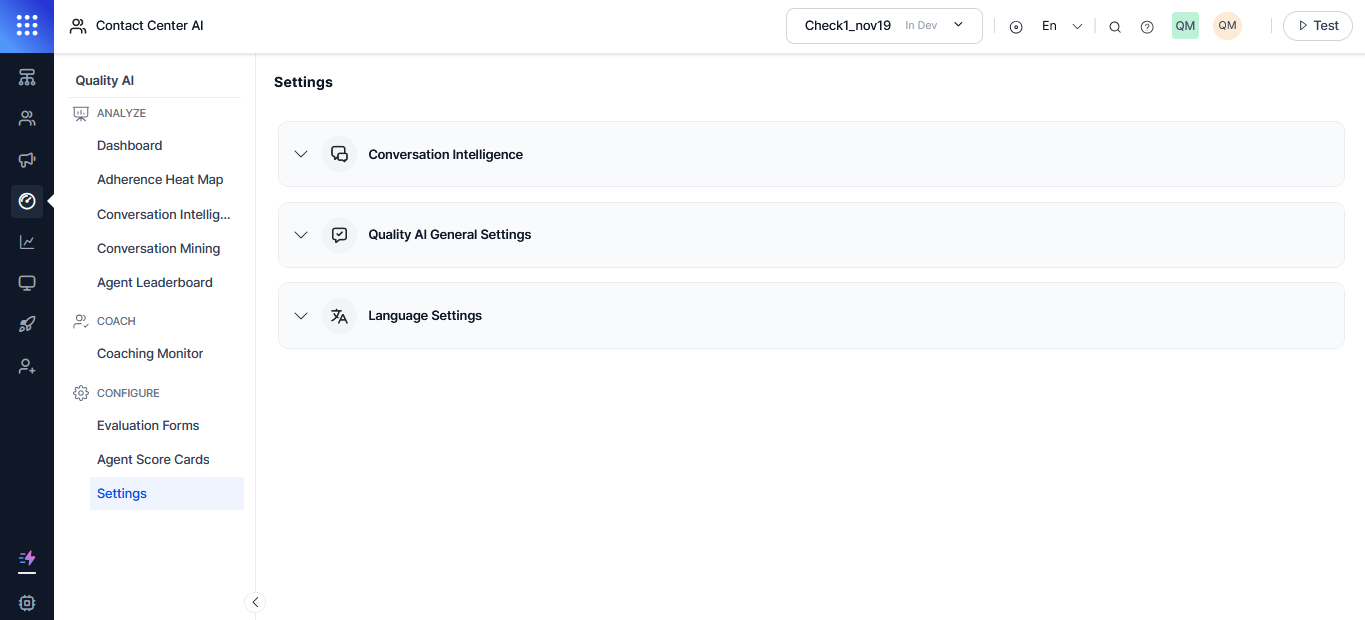 Contact Center AI
Check1_nov19 In Dev
En
QM
QM
Test
Quality AI
ANALYZE
Dashboard
Adherence Heat Map
Conversation Intellig...
Conversation Mining
Agent Leaderboard
COACH
Coaching Monitor
CONFIGURE
Evaluation Forms
Agent Score Cards
Settings
Settings
Conversation Intelligence
Quality AI General Settings
Language Settings